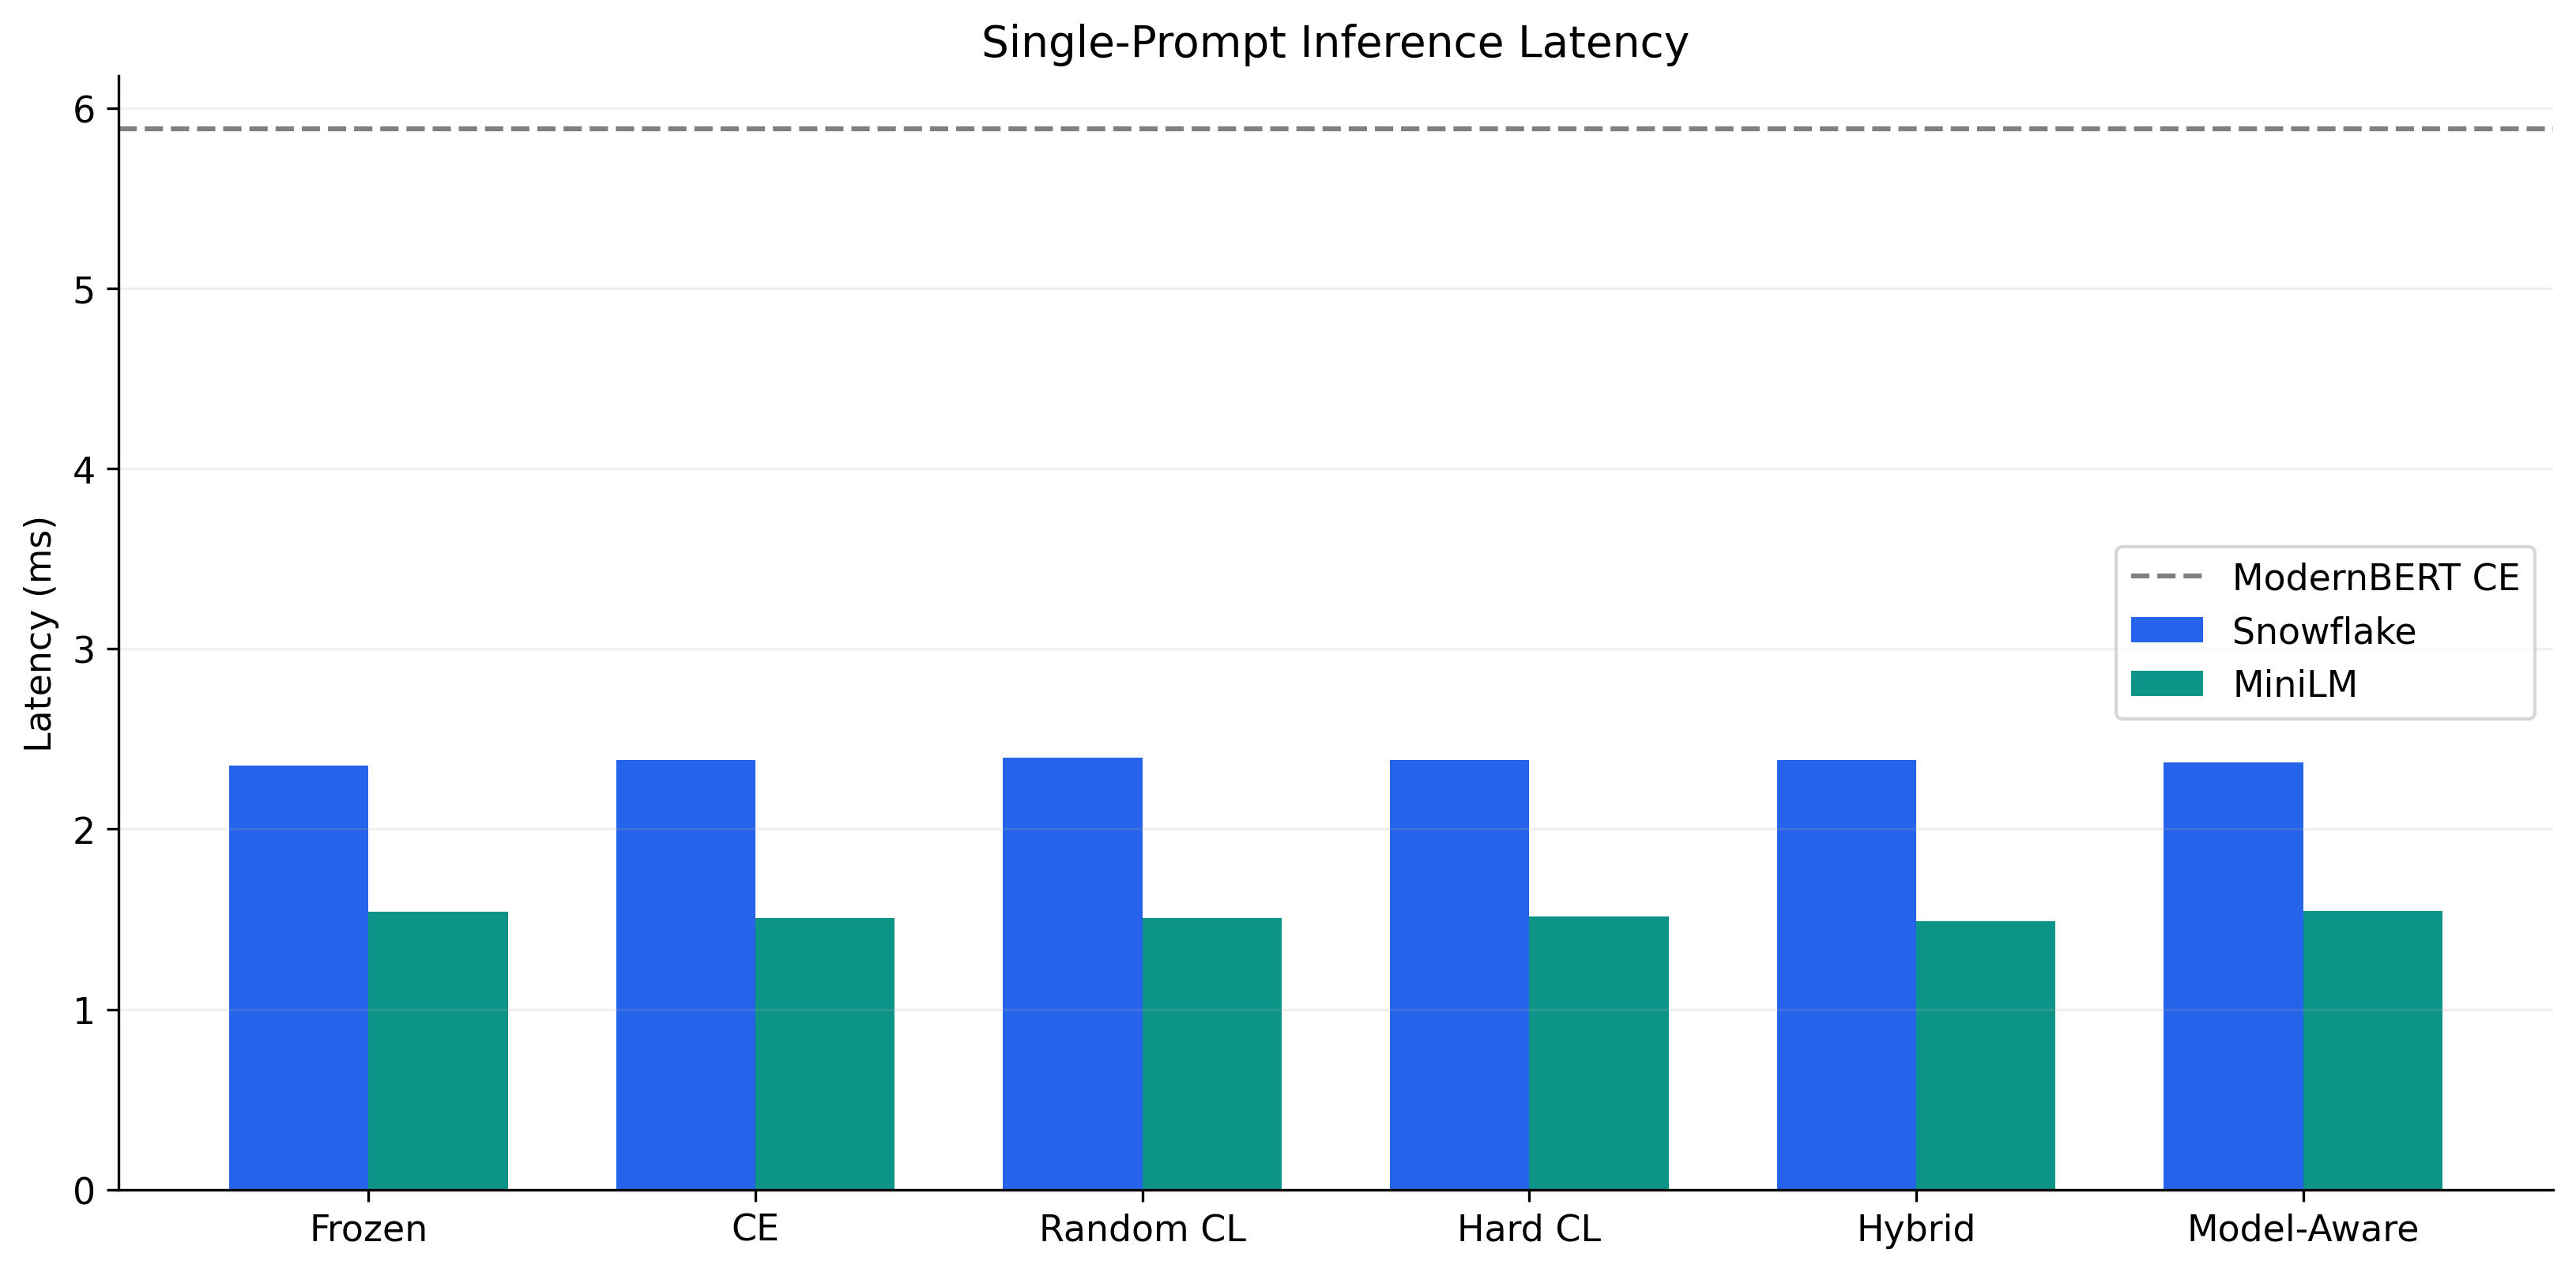 Single-Prompt Inference Latency
Latency (ms)
6
5
4
3
2
1
0
ModernBERT CE
Snowflake
MiniLM
Frozen
CE
Random CL
Hard CL
Hybrid
Model-Aware